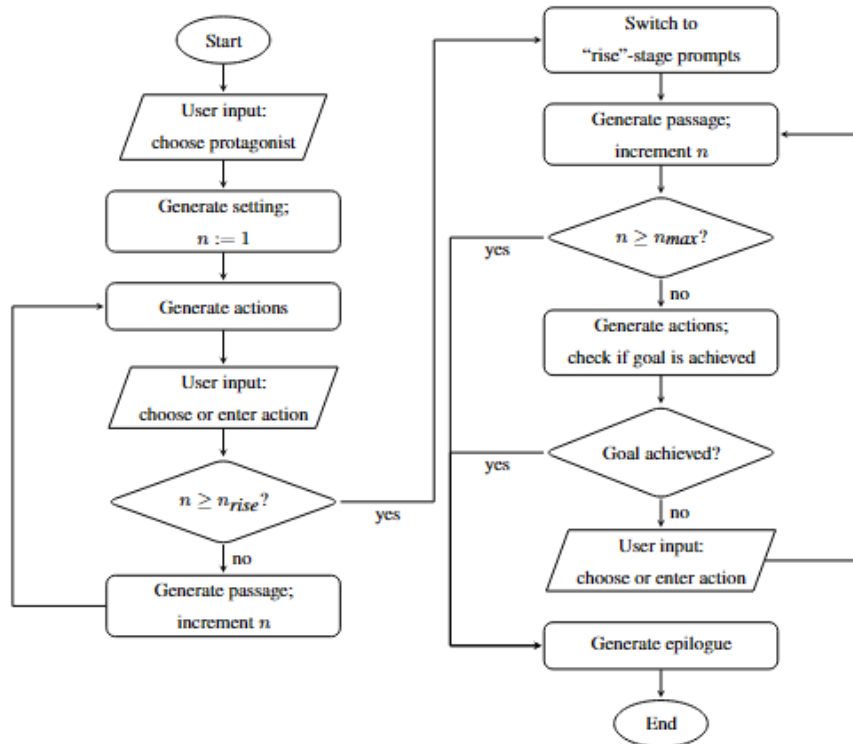 Start
User input:
choose protagonist
Generate setting;
n := 1
Generate actions
User input:
choose or enter action
n ≥ nrise?
yes
no
Generate passage;
increment n
Switch to
“rise”-stage prompts
Generate passage;
increment n
n ≥ nmax?
yes
no
Generate actions;
check if goal is achieved
Goal achieved?
yes
no
User input:
choose or enter action
Generate epilogue
End